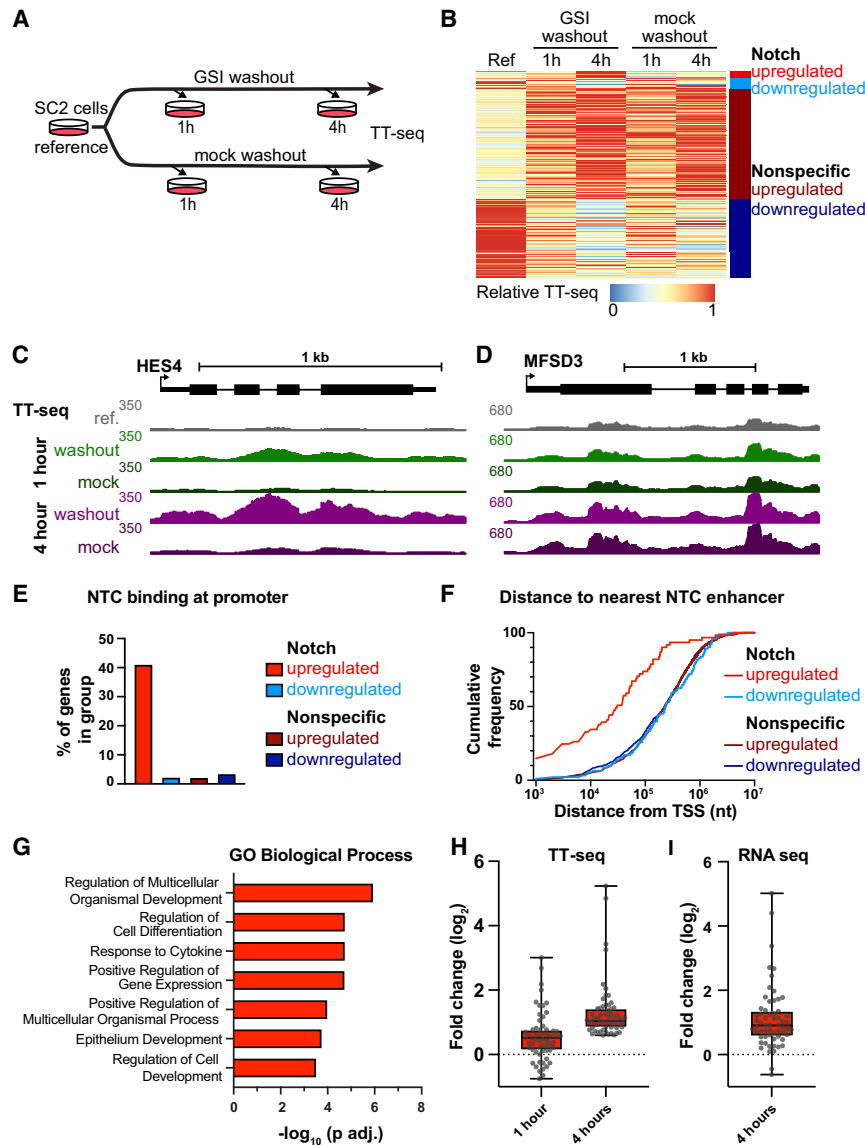 A
GSI washout
SC2 cells
reference
1h
4h
TT-seq
mock washout
1h
4h
B
GSI washout
mock washout
Ref 1h 4h 1h 4h
Notch
upregulated
downregulated
Nonspecific
upregulated
downregulated
Relative TT-seq
0 1
C
HES4
1 kb
TT-seq
ref. 350
1 hour
washout 350
mock 350
4 hour
washout 350
mock 350
D
MFSD3
1 kb
680
680
680
680
680
E
NTC binding at promoter
% of genes
in group
50
40
30
20
10
0
Notch
upregulated
downregulated
Nonspecific
upregulated
downregulated
F
Distance to nearest NTC enhancer
Cumulative
frequency
100
50
0
10³ 10⁴ 10⁵ 10⁶ 10⁷
Distance from TSS (nt)
Notch
upregulated
downregulated
Nonspecific
upregulated
downregulated
G
GO Biological Process
Regulation of Multicellular
Organismal Development
Regulation of
Cell Differentiation
Response to Cytokine
Positive Regulation of
Gene Expression
Positive Regulation of
Multicellular Organismal Process
Epithelium Development
Regulation of Cell
Development
0 2 4 6 8
-log₁₀ (p adj.)
H
TT-seq
Fold change (log₂)
6
4
2
0
1 hour
4 hours
I
RNA seq
Fold change (log₂)
6
4
2
0
4 hours